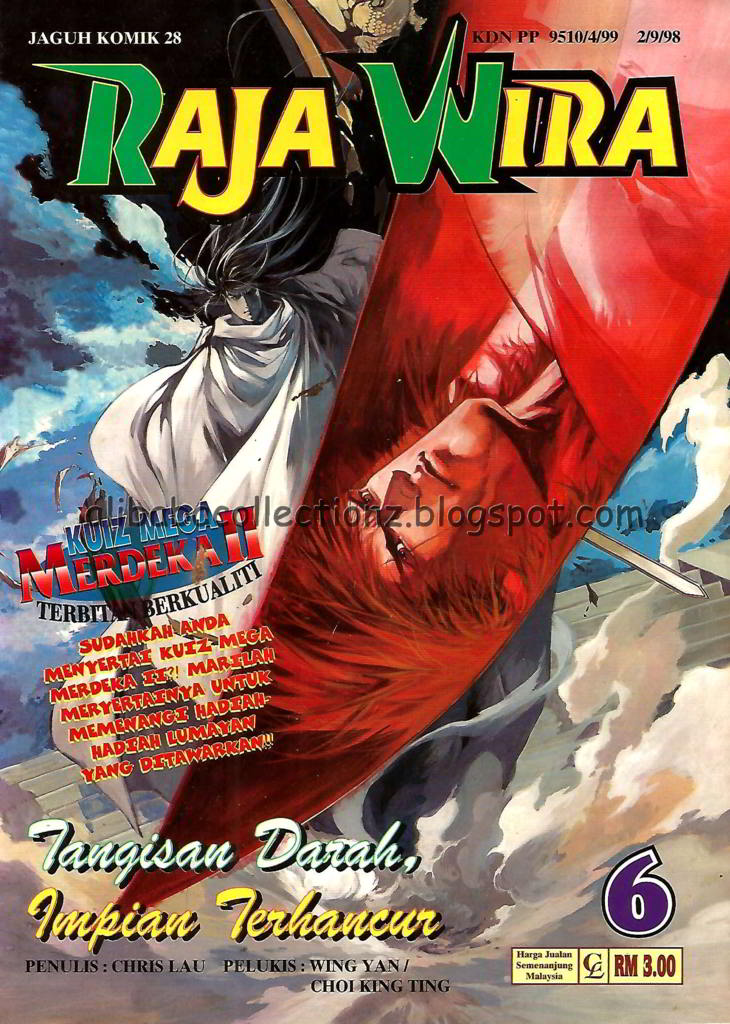 JAGUH KOMIK 28
KDN PP 9510/4/99 2/9/98
RAJA WIRA
alibabacollectionz.blogspot.com
KUIZ MEGA
MERDEKA II
TERBITAN BERKUALITI
SUDAHKAH ANDA
MENYERTAI KUIZ MEGA
MERDEKA II?! MARILAH
MERYERTAINYA UNTUK
MEMENANGI HADIAH-
HADIAH LUMAYAN
YANG DITAWARKAN!!
Tangisan Darah,
Impian Terhancur
6
PENULIS : CHRIS LAU PELUKIS : WING YAN /
CHOI KING TING
Harga Jualan
Semenanjung
Malaysia
RM 3.00